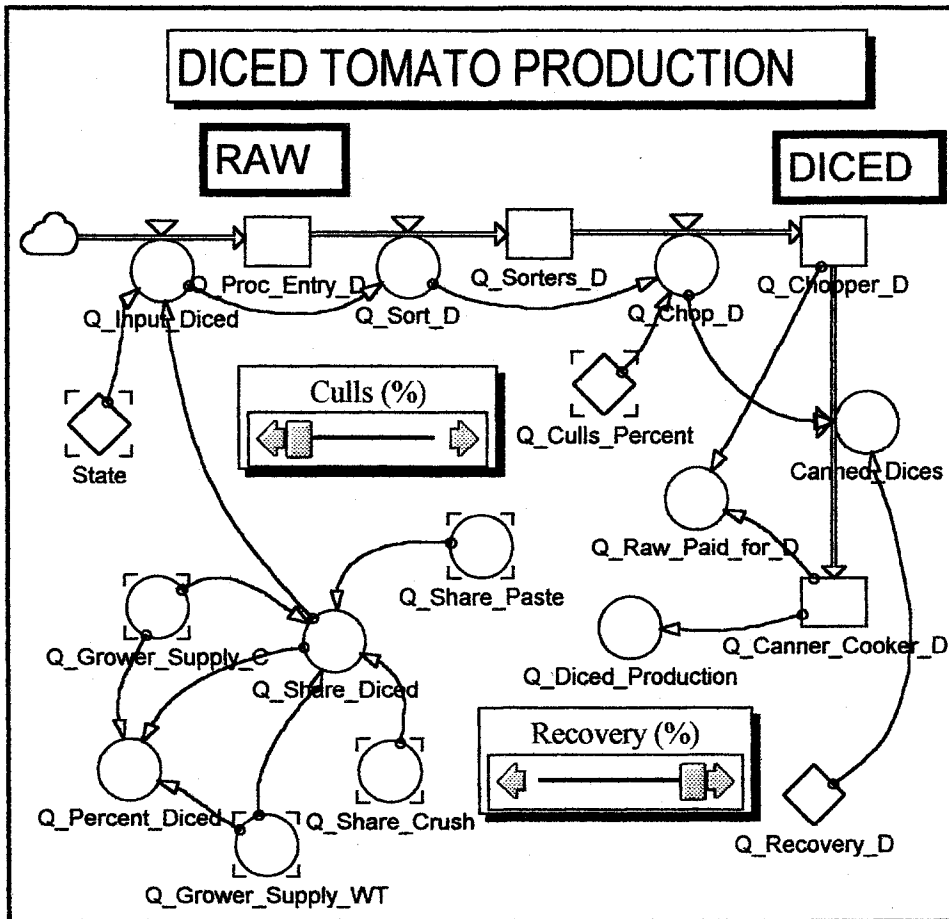 DICED TOMATO PRODUCTION
RAW
DICED
Q_Proc_Entry_D
Q_Sorters_D
Q_Chopper_D
Q_Input_Diced
Q_Sort_D
Q_Chop_D
Culls (%)
State
Q_Culls_Percent
Canned_Dices
Q_Raw_Paid_for_D
Q_Share_Paste
Q_Grower_Supply_C
Q_Share_Diced
Q_Canner_Cooker_D
Q_Diced_Production
Recovery (%)
Q_Percent_Diced
Q_Share_Crush
Q_Recovery_D
Q_Grower_Supply_WT